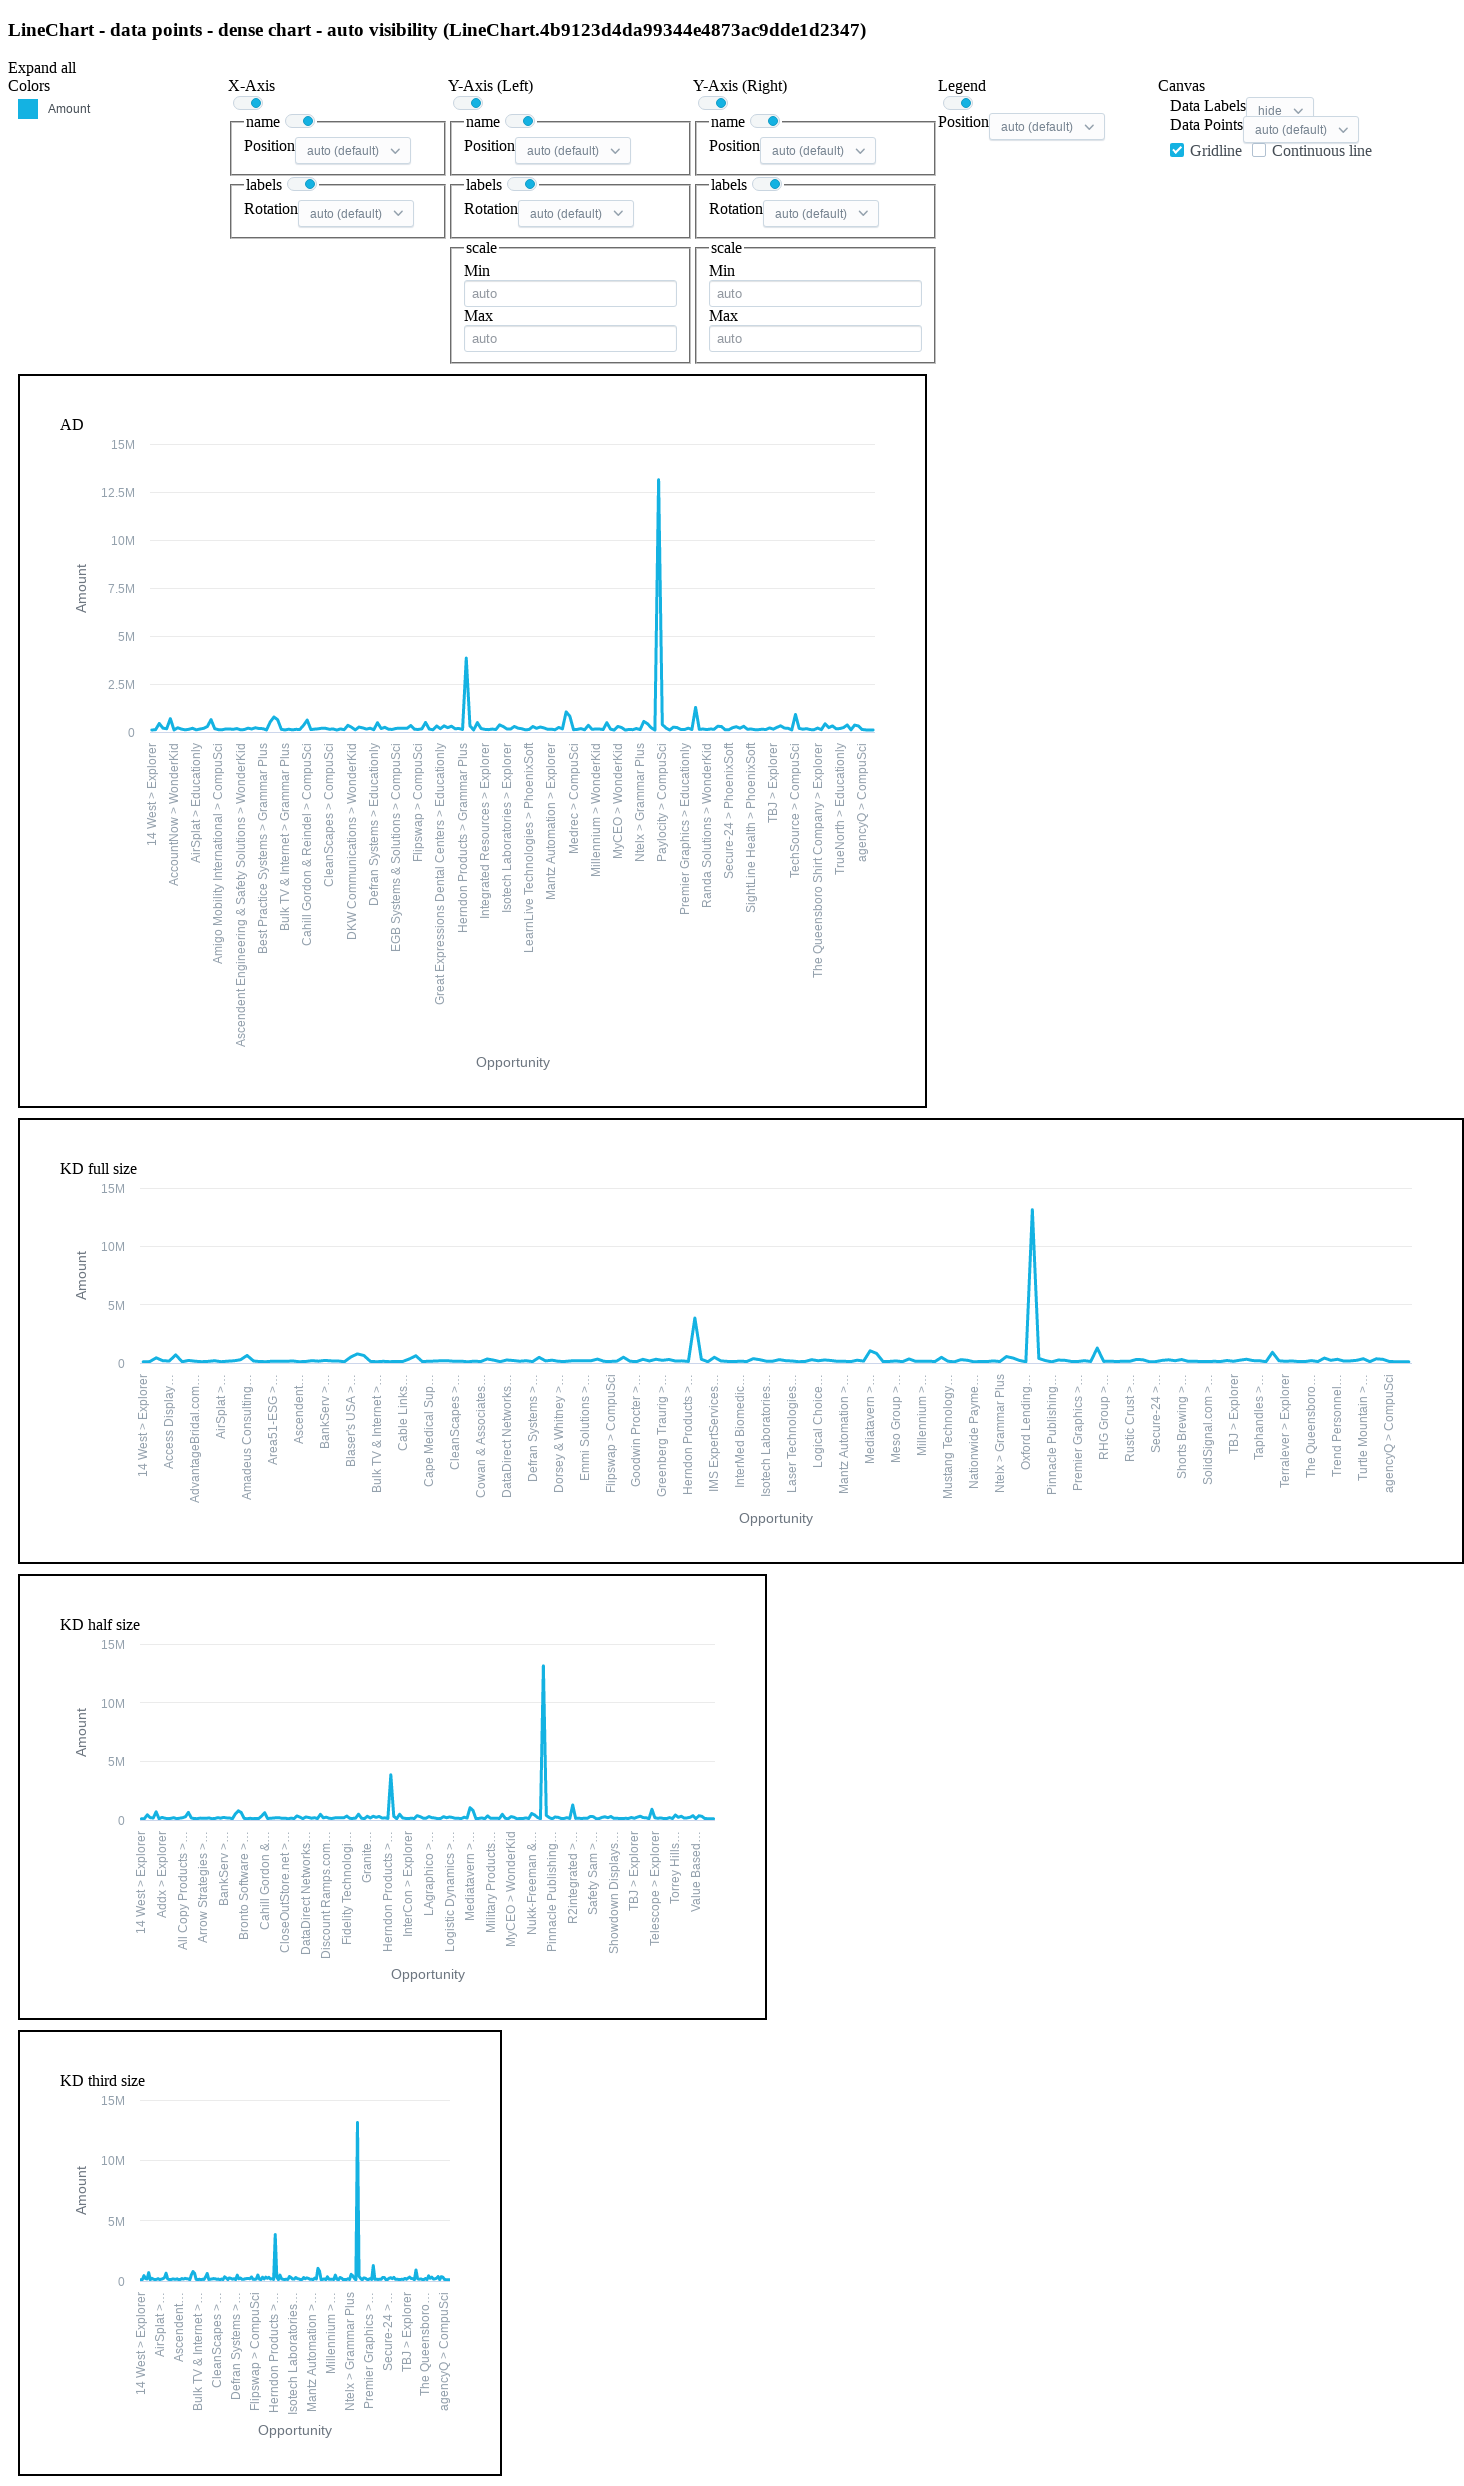 LineChart - data points - dense chart - auto visibility (LineChart.4b9123d4da99344e4873ac9dde1d2347)
Expand all
Colors
Amount
X-Axis
name
Position auto (default)
labels
Rotation auto (default)
Y-Axis (Left)
name
Position auto (default)
labels
Rotation auto (default)
scale
Min
auto
Max
auto
Y-Axis (Right)
name
Position auto (default)
labels
Rotation auto (default)
scale
Min
auto
Max
auto
Legend
Position auto (default)
Canvas
Data Labels hide
Data Points auto (default)
Gridline Continuous line
AD
15M
12.5M
10M
7.5M
5M
2.5M
0
Amount
14 West > Explorer
AccountNow > WonderKid
AirSplat > Educationly
Amigo Mobility International > CompuSci
Ascendent Engineering & Safety Solutions > WonderKid
Best Practice Systems > Grammar Plus
Bulk TV & Internet > Grammar Plus
Cahill Gordon & Reindel > CompuSci
CleanScapes > CompuSci
DKW Communications > WonderKid
Defran Systems > Educationly
EGB Systems & Solutions > CompuSci
Flipswap > CompuSci
Great Expressions Dental Centers > Educationly
Herndon Products > Grammar Plus
Integrated Resources > Explorer
Isotech Laboratories > Explorer
LearnLive Technologies > PhoenixSoft
Mantz Automation > Explorer
Medrec > CompuSci
Millennium > WonderKid
MyCEO > WonderKid
Ntelx > Grammar Plus
Paylocity > CompuSci
Premier Graphics > Educationly
Randa Solutions > WonderKid
Secure-24 > PhoenixSoft
SightLine Health > PhoenixSoft
TBJ > Explorer
TechSource > CompuSci
The Queensboro Shirt Company > Explorer
TrueNorth > Educationly
agencyQ > CompuSci
Opportunity
KD full size
15M
10M
5M
0
Amount
14 West > Explorer
Access Display…
AdvantageBridal.com…
AirSplat >…
Amadeus Consulting
Area51-ESG >…
Ascendent…
BankServ >…
Blaser's USA >…
Bulk TV & Internet >…
Cable Links
Cape Medical Sup
CleanScapes >…
Cowan & Associates…
DataDirect Networks…
Defran Systems >…
Dorsey & Whitney >…
Emmi Solutions >…
Flipswap > CompuSci
Goodwin Procter >…
Greenberg Traurig >…
Herndon Products >…
IMS ExpertServices…
InterMed Biomedic…
Isotech Laboratories…
Laser Technologies…
Logical Choice…
Mantz Automation >
Mediatavern >…
Meso Group >…
Millennium >…
Mustang Technology…
Nationwide Payme…
Ntelx > Grammar Plus
Oxford Lending…
Pinnacle Publishing…
Premier Graphics >…
RHG Group >…
Rustic Crust >…
Secure-24 >…
Shorts Brewing >…
SolidSignal.com >…
TBJ > Explorer
Taphandles >…
Terralever > Explorer
The Queensboro…
Trend Personnel…
Turtle Mountain >…
agencyQ > CompuSci
Opportunity
KD half size
15M
10M
5M
0
Amount
14 West > Explorer
Addx > Explorer
All Copy Products >…
Arrow Strategies >…
BankServ >…
Bronto Software >…
Cahill Gordon &…
CloseOutStore.net >…
DataDirect Networks…
Discount Ramps.com…
Fidelity Technologi…
Granite…
Herndon Products >…
InterCon > Explorer
LAgraphico >…
Logistic Dynamics >…
Mediatavern >…
Military Products…
MyCEO > WonderKid
Nukk-Freeman &…
Pinnacle Publishing…
R2integrated >…
Safety Sam >…
Showdown Displays…
TBJ > Explorer
Telescope > Explorer
Torrey Hills…
Value Based…
Opportunity
KD third size
15M
10M
5M
0
Amount
14 West > Explorer
AirSplat >…
Ascendent…
Bulk TV & Internet >…
CleanScapes >…
Defran Systems >…
Flipswap > CompuSci
Herndon Products >…
Isotech Laboratories…
Mantz Automation >…
Millennium >…
Ntelx > Grammar Plus
Premier Graphics >…
Secure-24 >…
TBJ > Explorer
The Queensboro…
agencyQ > CompuSci
Opportunity